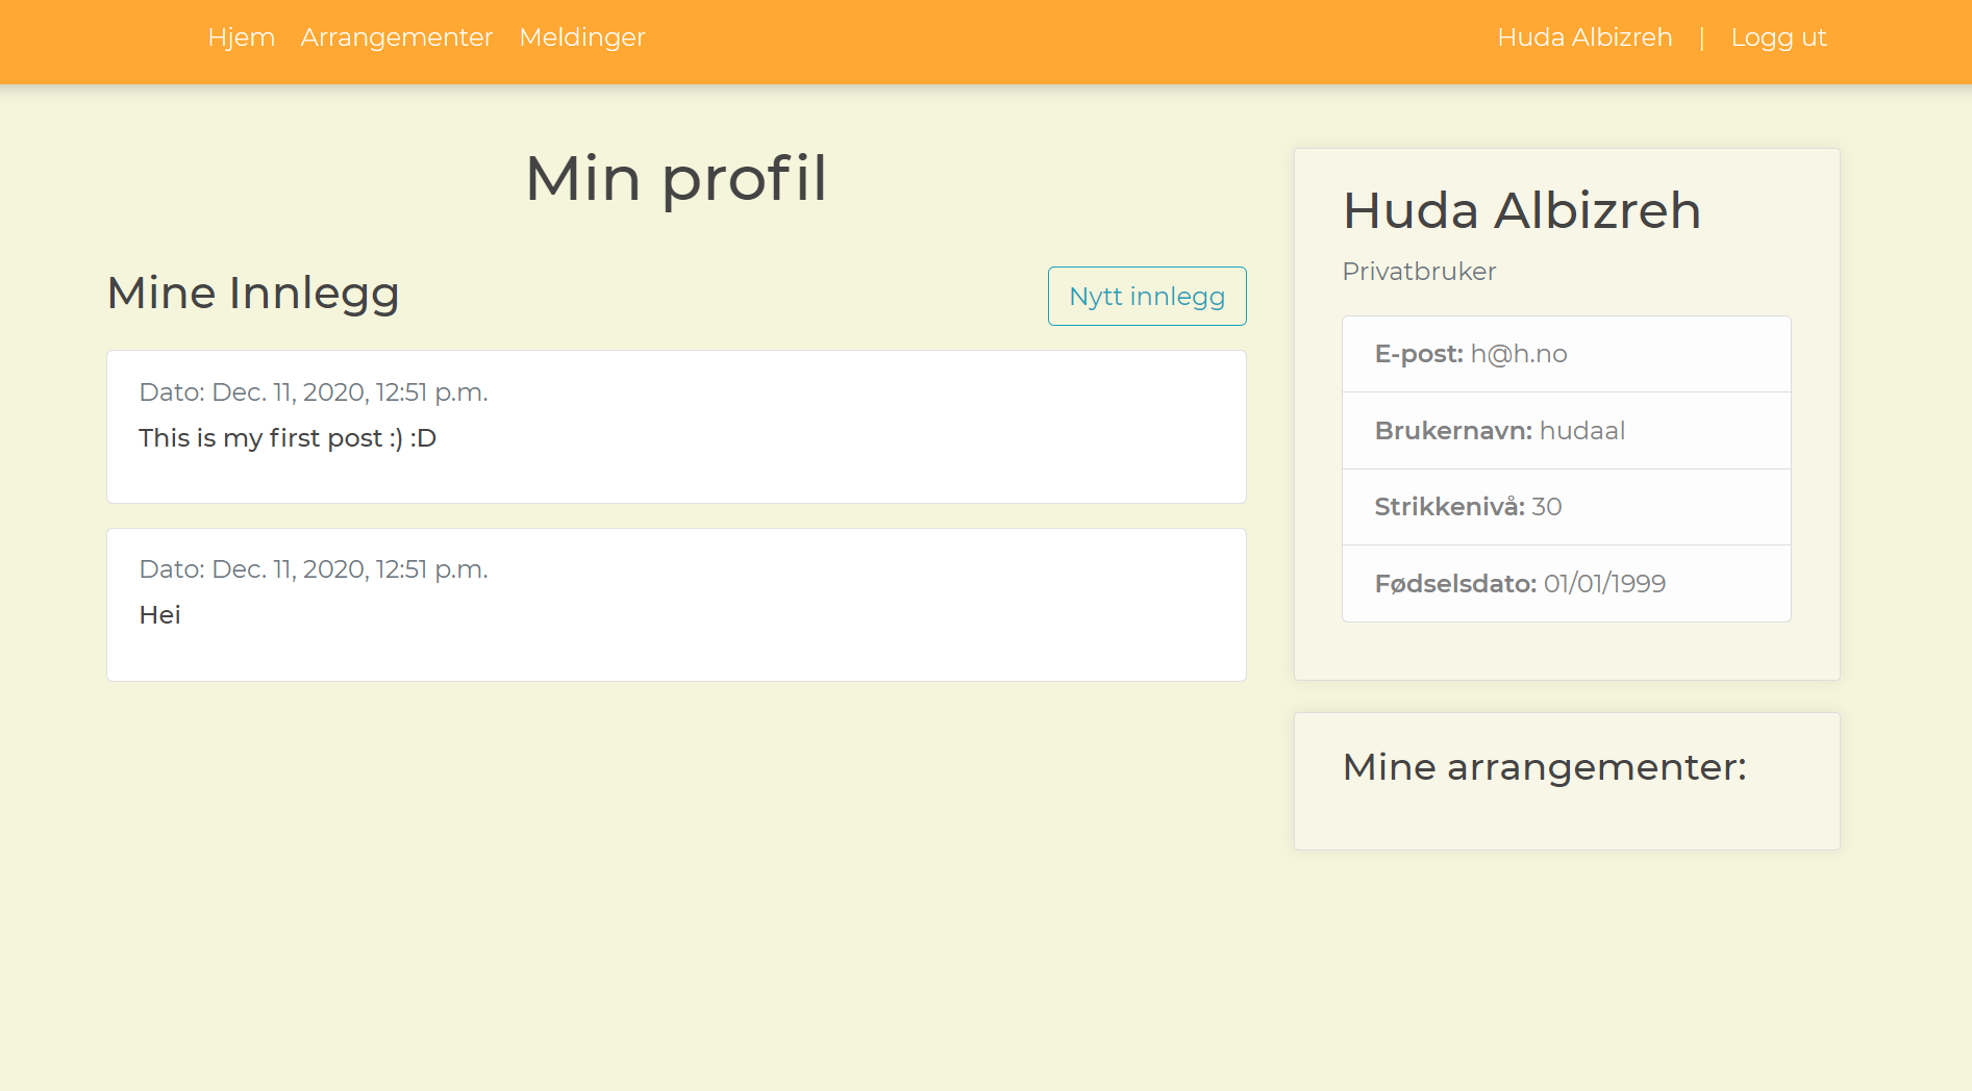 Hjem Arrangementer Meldinger Huda Albizreh | Logg ut
Min profil
Mine Innlegg
Nytt innlegg
Dato: Dec. 11, 2020, 12:51 p.m.
This is my first post :) :D
Dato: Dec. 11, 2020, 12:51 p.m.
Hei
Huda Albizreh
Privatbruker
E-post: h@h.no
Brukernavn: hudaal
Strikkenivå: 30
Fødselsdato: 01/01/1999
Mine arrangementer: